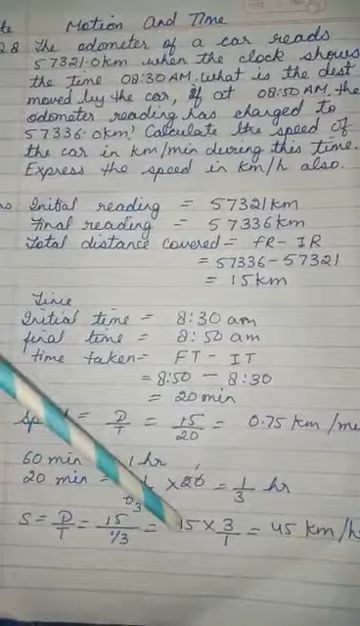 Motion And Time
Q.8 The odometer of a car reads
57321.0km when the clock shows
the time 08:30 AM. what is the dest
moved by the car, if at 08:50 AM, the
odometer reading has changed to
57336.0km? Calculate the speed of
the car in km/min during this time.
Express the speed in km/h also.
Initial reading = 57321km
Final reading = 57336km
Total distance covered = FR-IR
= 57336-57321
= 15km
Time
Initial time = 8:30 am
final time = 8:50 am
time taken = FT - IT
= 8:50 - 8:30
= 20min
= D/T = 15/20 = 0.75 km/m
60 min 1 hr
20 min = ×20 = 1/3 hr
S = D/T = 15/1/3 = 15 × 3/1 = 45 km/h